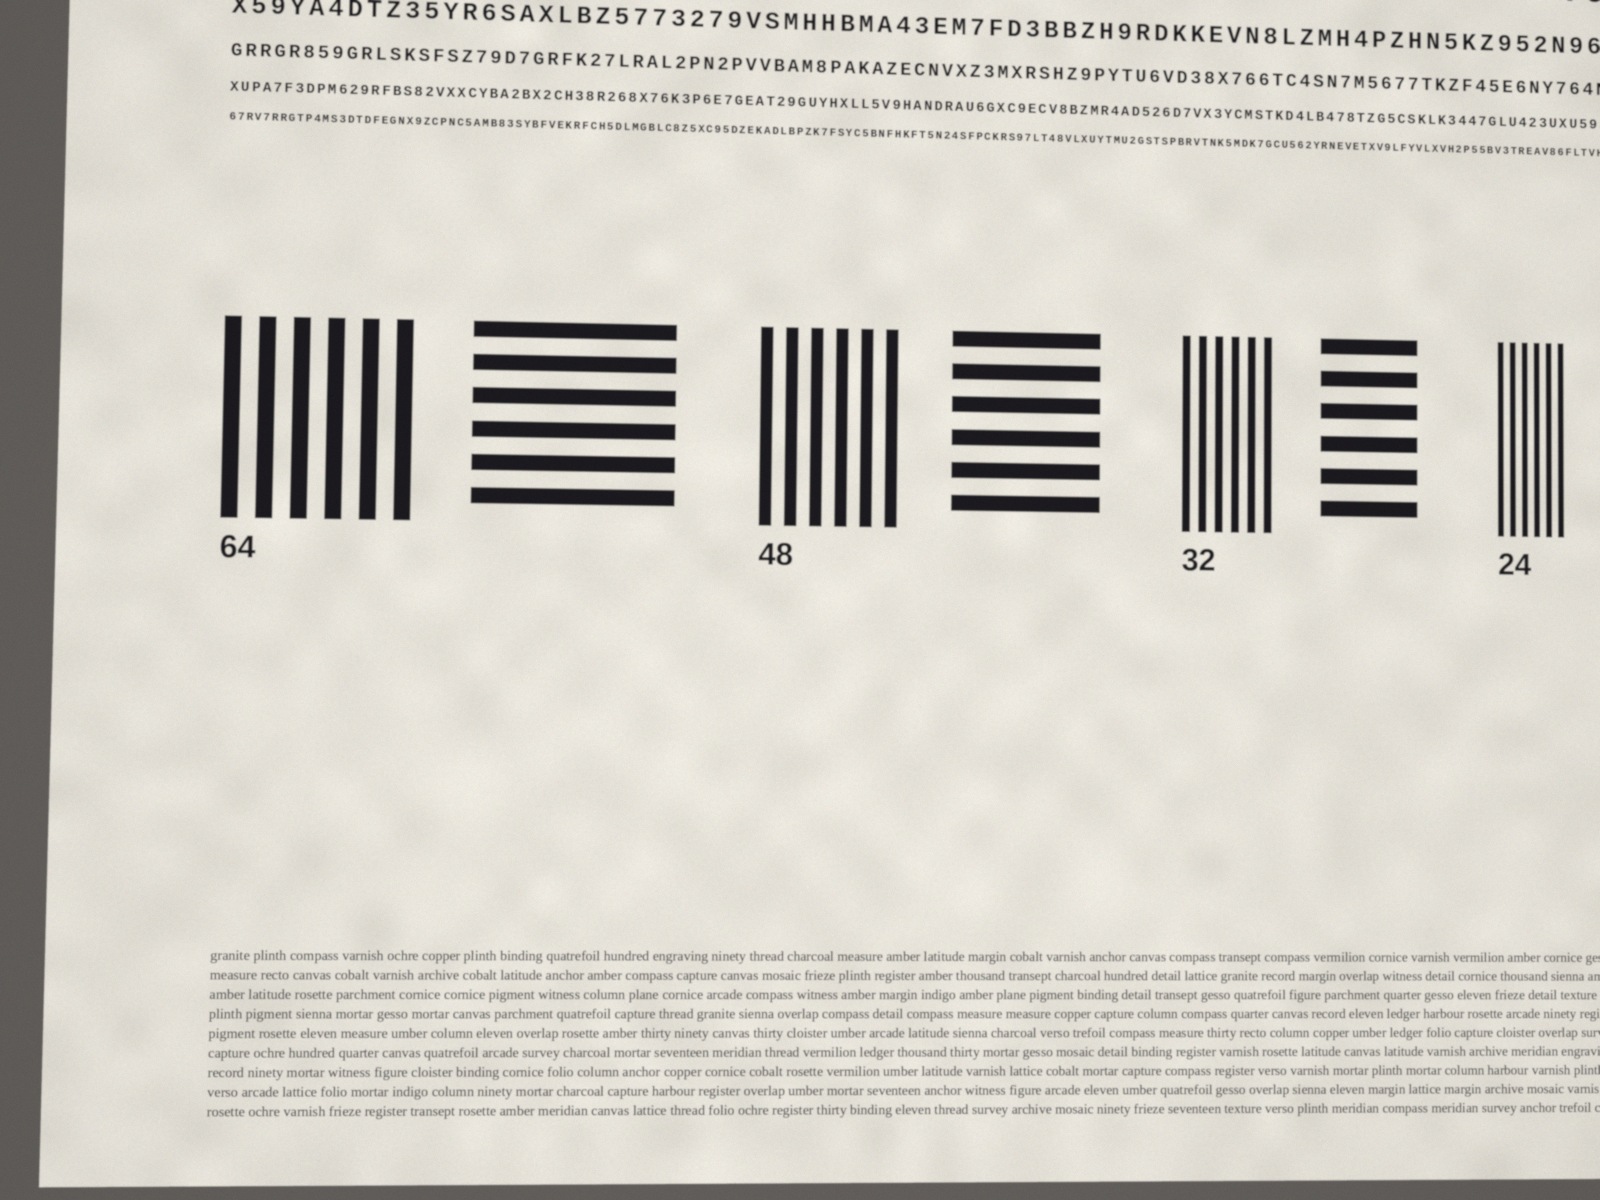 X59YA4DTZ35YR6SAXLBZ5773279VSMHHBMA43EM7FD3BBZH9RDKKEVN8LZMH4PZHN5KZ952N96
GRRGR859GRLSKSFSZ79D7GRFK27LRAL2PN2PVVBAM8PAKAZECNVXZ3MXRSHZ9PYTU6VD38X766TC4SN7M5677TKZF45E6NY764
XUPA7F3DPM629RFBS82VXXCYBA2BX2CH38R268X76K3P6E7GEAT29GUYHXLL5V9HANDRAU6GXC9ECV8BZMR4AD526D7VX3YCMSTKD4LB478TZG5CSKLK3447GLU423UXU59
67RV7RRGTP4MS3DTDFEGNX9ZCPNC5AMB83SYBFVEKRFCH5DLMGBLC8Z5XC95DZEKADLBPZK7FSYC5BNFHKFT5N24SFPCKRS97LT48VLXUYTMU2GSTSPBRVTNK5MDK7GCU562YRNEVETXV9LFYVLXVH2P55BV3TREAV86FLTV
64 48 32 24
granite plinth compass varnish ochre copper plinth binding quatrefoil hundred engraving ninety thread charcoal measure amber latitude margin cobalt varnish anchor canvas compass transept compass vermilion cornice varnish vermilion amber cornice
measure recto canvas cobalt varnish archive cobalt latitude anchor amber compass capture canvas mosaic frieze plinth register amber thousand transept charcoal hundred detail lattice granite record margin overlap witness detail cornice thousand sienna
amber latitude rosette parchment cornice cornice pigment witness column plane cornice arcade compass witness amber margin indigo amber plane pigment binding detail transept gesso quatrefoil figure parchment quarter gesso eleven frieze detail texture
plinth pigment sienna mortar gesso mortar canvas parchment quatrefoil capture thread granite sienna overlap compass detail compass measure measure copper capture column compass quarter canvas record eleven ledger harbour rosette arcade ninety
pigment rosette eleven measure umber column eleven overlap rosette amber thirty ninety canvas thirty cloister umber arcade latitude sienna charcoal verso trefoil compass measure thirty recto column copper umber ledger folio capture cloister overlap
capture ochre hundred quarter canvas quatrefoil arcade survey charcoal mortar seventeen meridian thread vermilion ledger thousand thirty mortar gesso mosaic detail binding register varnish rosette latitude canvas latitude varnish archive meridian
record ninety mortar witness figure cloister binding cornice folio column anchor copper cornice cobalt rosette vermilion umber latitude varnish lattice cobalt mortar capture compass register verso varnish mortar plinth mortar column harbour varnish
verso arcade lattice folio mortar indigo column ninety mortar charcoal capture harbour register overlap umber mortar seventeen anchor witness figure arcade eleven umber quatrefoil gesso overlap sienna eleven margin lattice margin archive mosaic
rosette ochre varnish frieze register transept rosette amber meridian canvas lattice thread folio ochre register thirty binding eleven thread survey archive mosaic ninety frieze seventeen texture verso plinth meridian compass meridian survey anchor trefoil